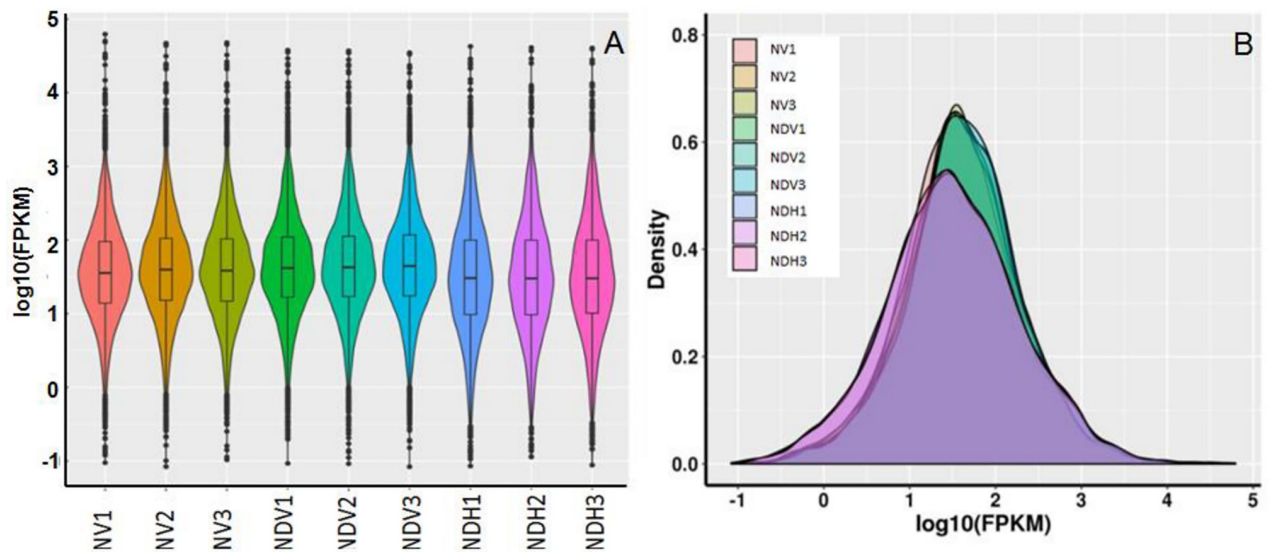 A
5
4
3
2
1
0
-1
log10(FPKM)
NV1
NV2
NV3
NDV1
NDV2
NDV3
NDH1
NDH2
NDH3
B
0.8
0.6
0.4
0.2
0.0
Density
NV1
NV2
NV3
NDV1
NDV2
NDV3
NDH1
NDH2
NDH3
-1 0 1 2 3 4 5
log10(FPKM)